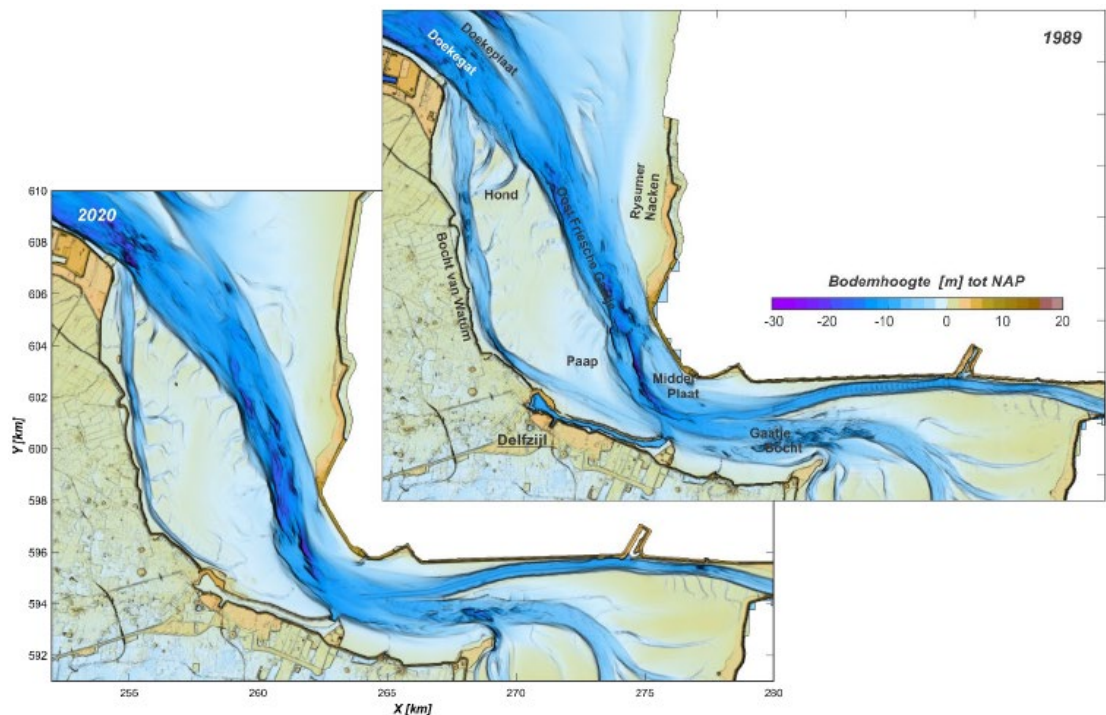 1989
Doekeplaat
Doekegat
Hond
Rysumer
Nacken
Oost Friesche Gaatje
Bocht van Watum
Paap
Midder
Plaat
Delfzijl
Gaatje
Bocht
Bodemhoogte [m] tot NAP
-30 -20 -10 0 10 20
2020
610
608
606
604
602
600
598
596
594
592
Y [km]
255 260 265 270 275 280
X [km]